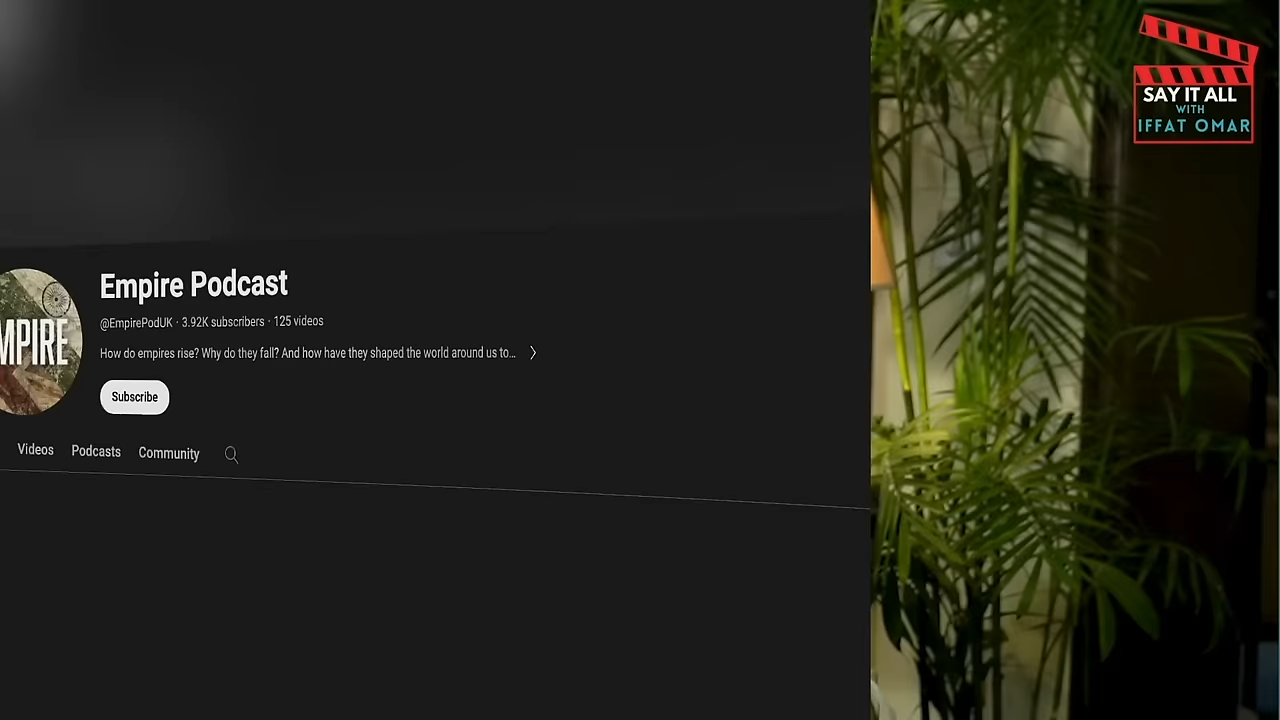 SAY IT ALL
WITH
IFFAT OMAR
Empire Podcast
@EmpirePodUK · 3.92K subscribers · 125 videos
MPIRE
How do empires rise? Why do they fall? And how have they shaped the world around us to...
Subscribe
Videos Podcasts Community